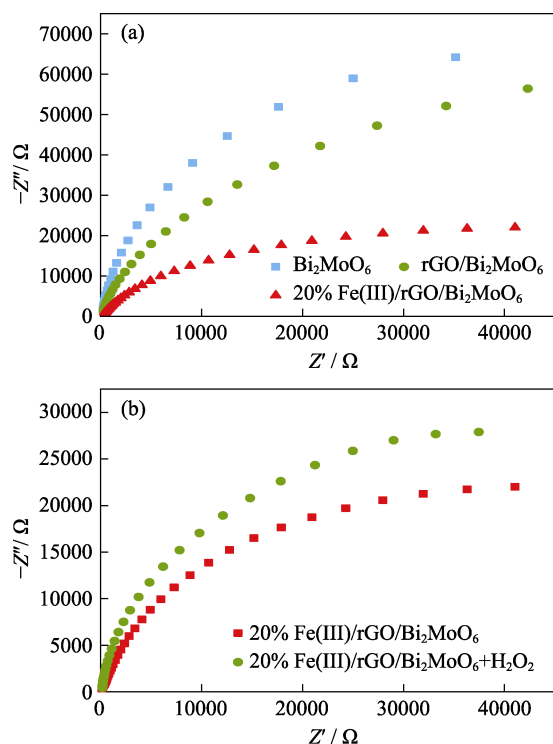 (a)
70000
60000
50000
40000
30000
20000
10000
0
−Z″/ Ω
Bi₂MoO₆ rGO/Bi₂MoO₆
20% Fe(III)/rGO/Bi₂MoO₆
0 10000 20000 30000 40000
Z′ / Ω
(b)
30000
25000
20000
15000
10000
5000
0
−Z″/ Ω
20% Fe(III)/rGO/Bi₂MoO₆
20% Fe(III)/rGO/Bi₂MoO₆+H₂O₂
0 10000 20000 30000 40000
Z′ / Ω